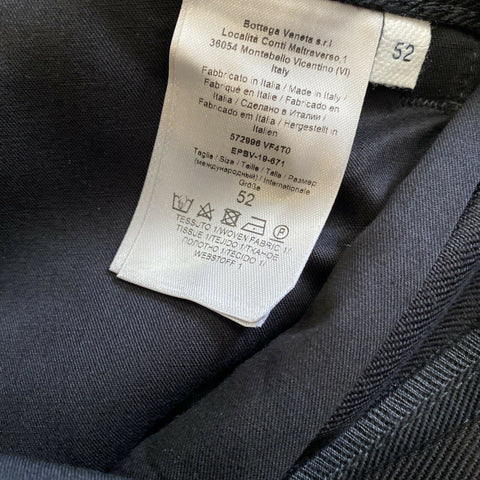 Bottega Veneta s.r.l
Località Conti Maltraverso,1
36054 Montebello Vicentino (VI)
Italy
Fabbricato in Italia / Made in Italy /
Fabriqué en Italie / Fabricado en
Italia / Сделано в Италии /
Fabricado em Itália / Hergestellt in
Italien
572996 VF4T0
EPBV-19-671
Taglia / Size / Taille / Talla / Размер
(международный) / Internationale
Größe
52
P
TESSUTO 1/WOVEN FABRIC 1/
TISSUE 1/TEJIDO 1/ТКАНОЕ
ПОЛОТНО 1/TECIDO 1/
WEBSTOFF 1
52